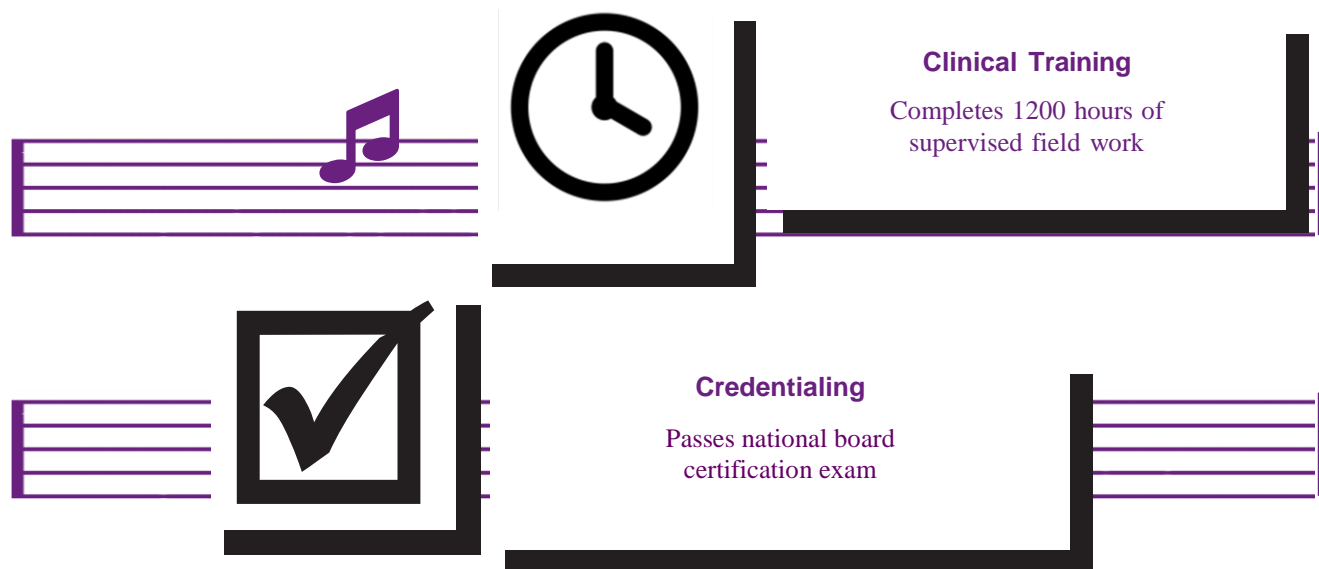 Clinical Training
Completes 1200 hours of
supervised field work
Credentialing
Passes national board
certification exam